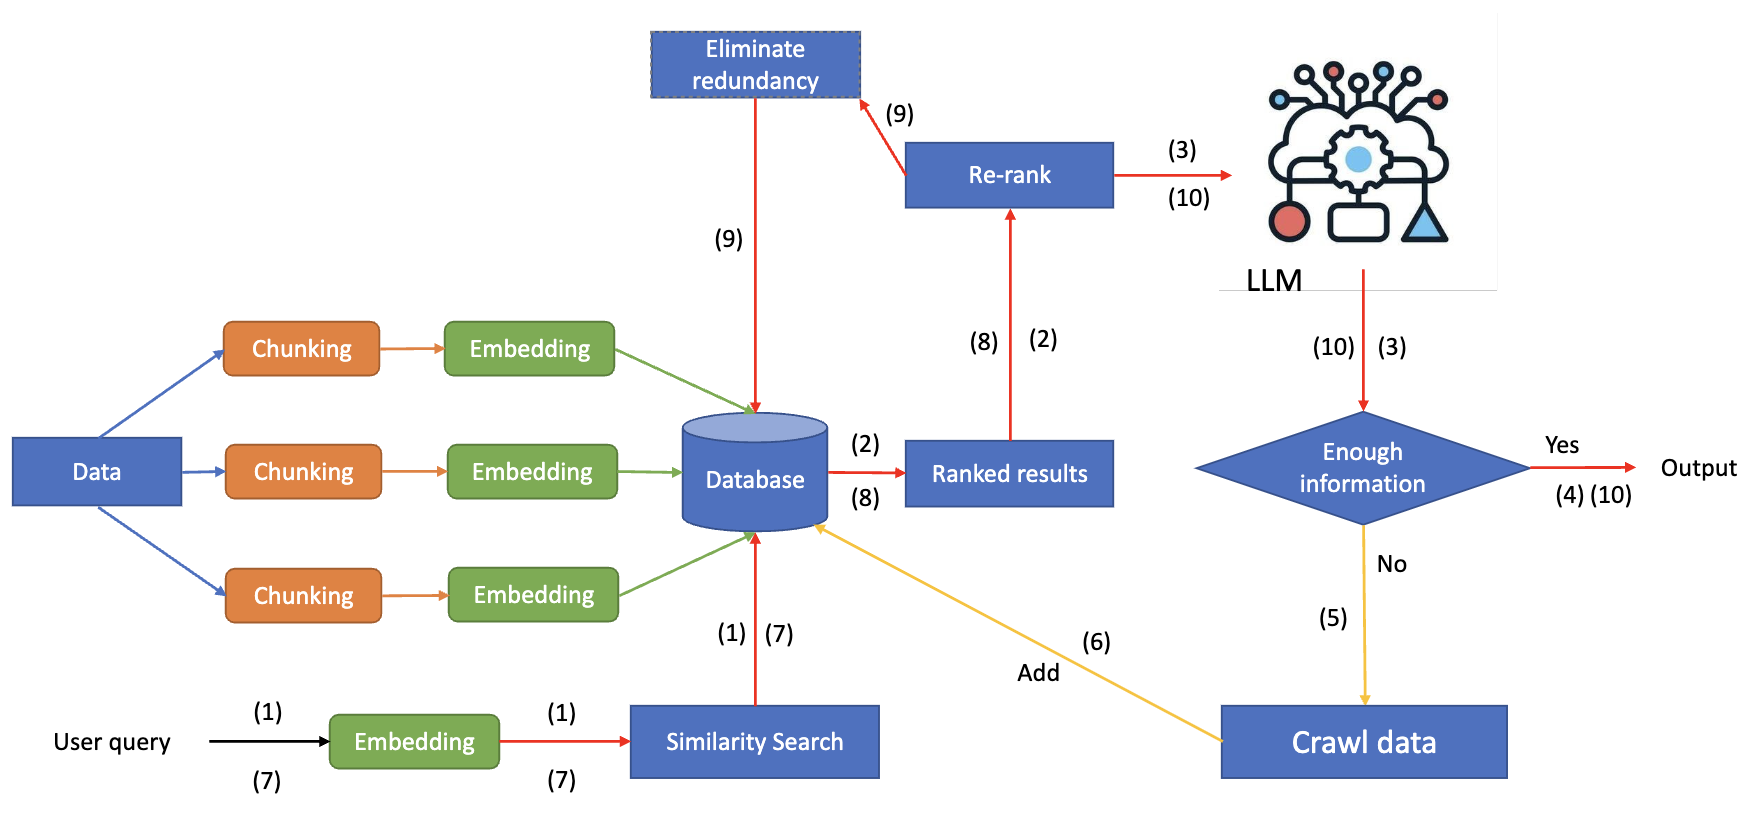 Eliminate
redundancy
(9)
Re-rank
(3)
(10)
(9)
LLM
(8)
(2)
(10)
(3)
Chunking
Embedding
Data
Chunking
Embedding
Database
(2)
(8)
Ranked results
Enough
information
Yes
(4) (10)
Output
No
Chunking
Embedding
(1)
(7)
(5)
(6)
Add
User query
(1)
(7)
Embedding
(1)
(7)
Similarity Search
Crawl data